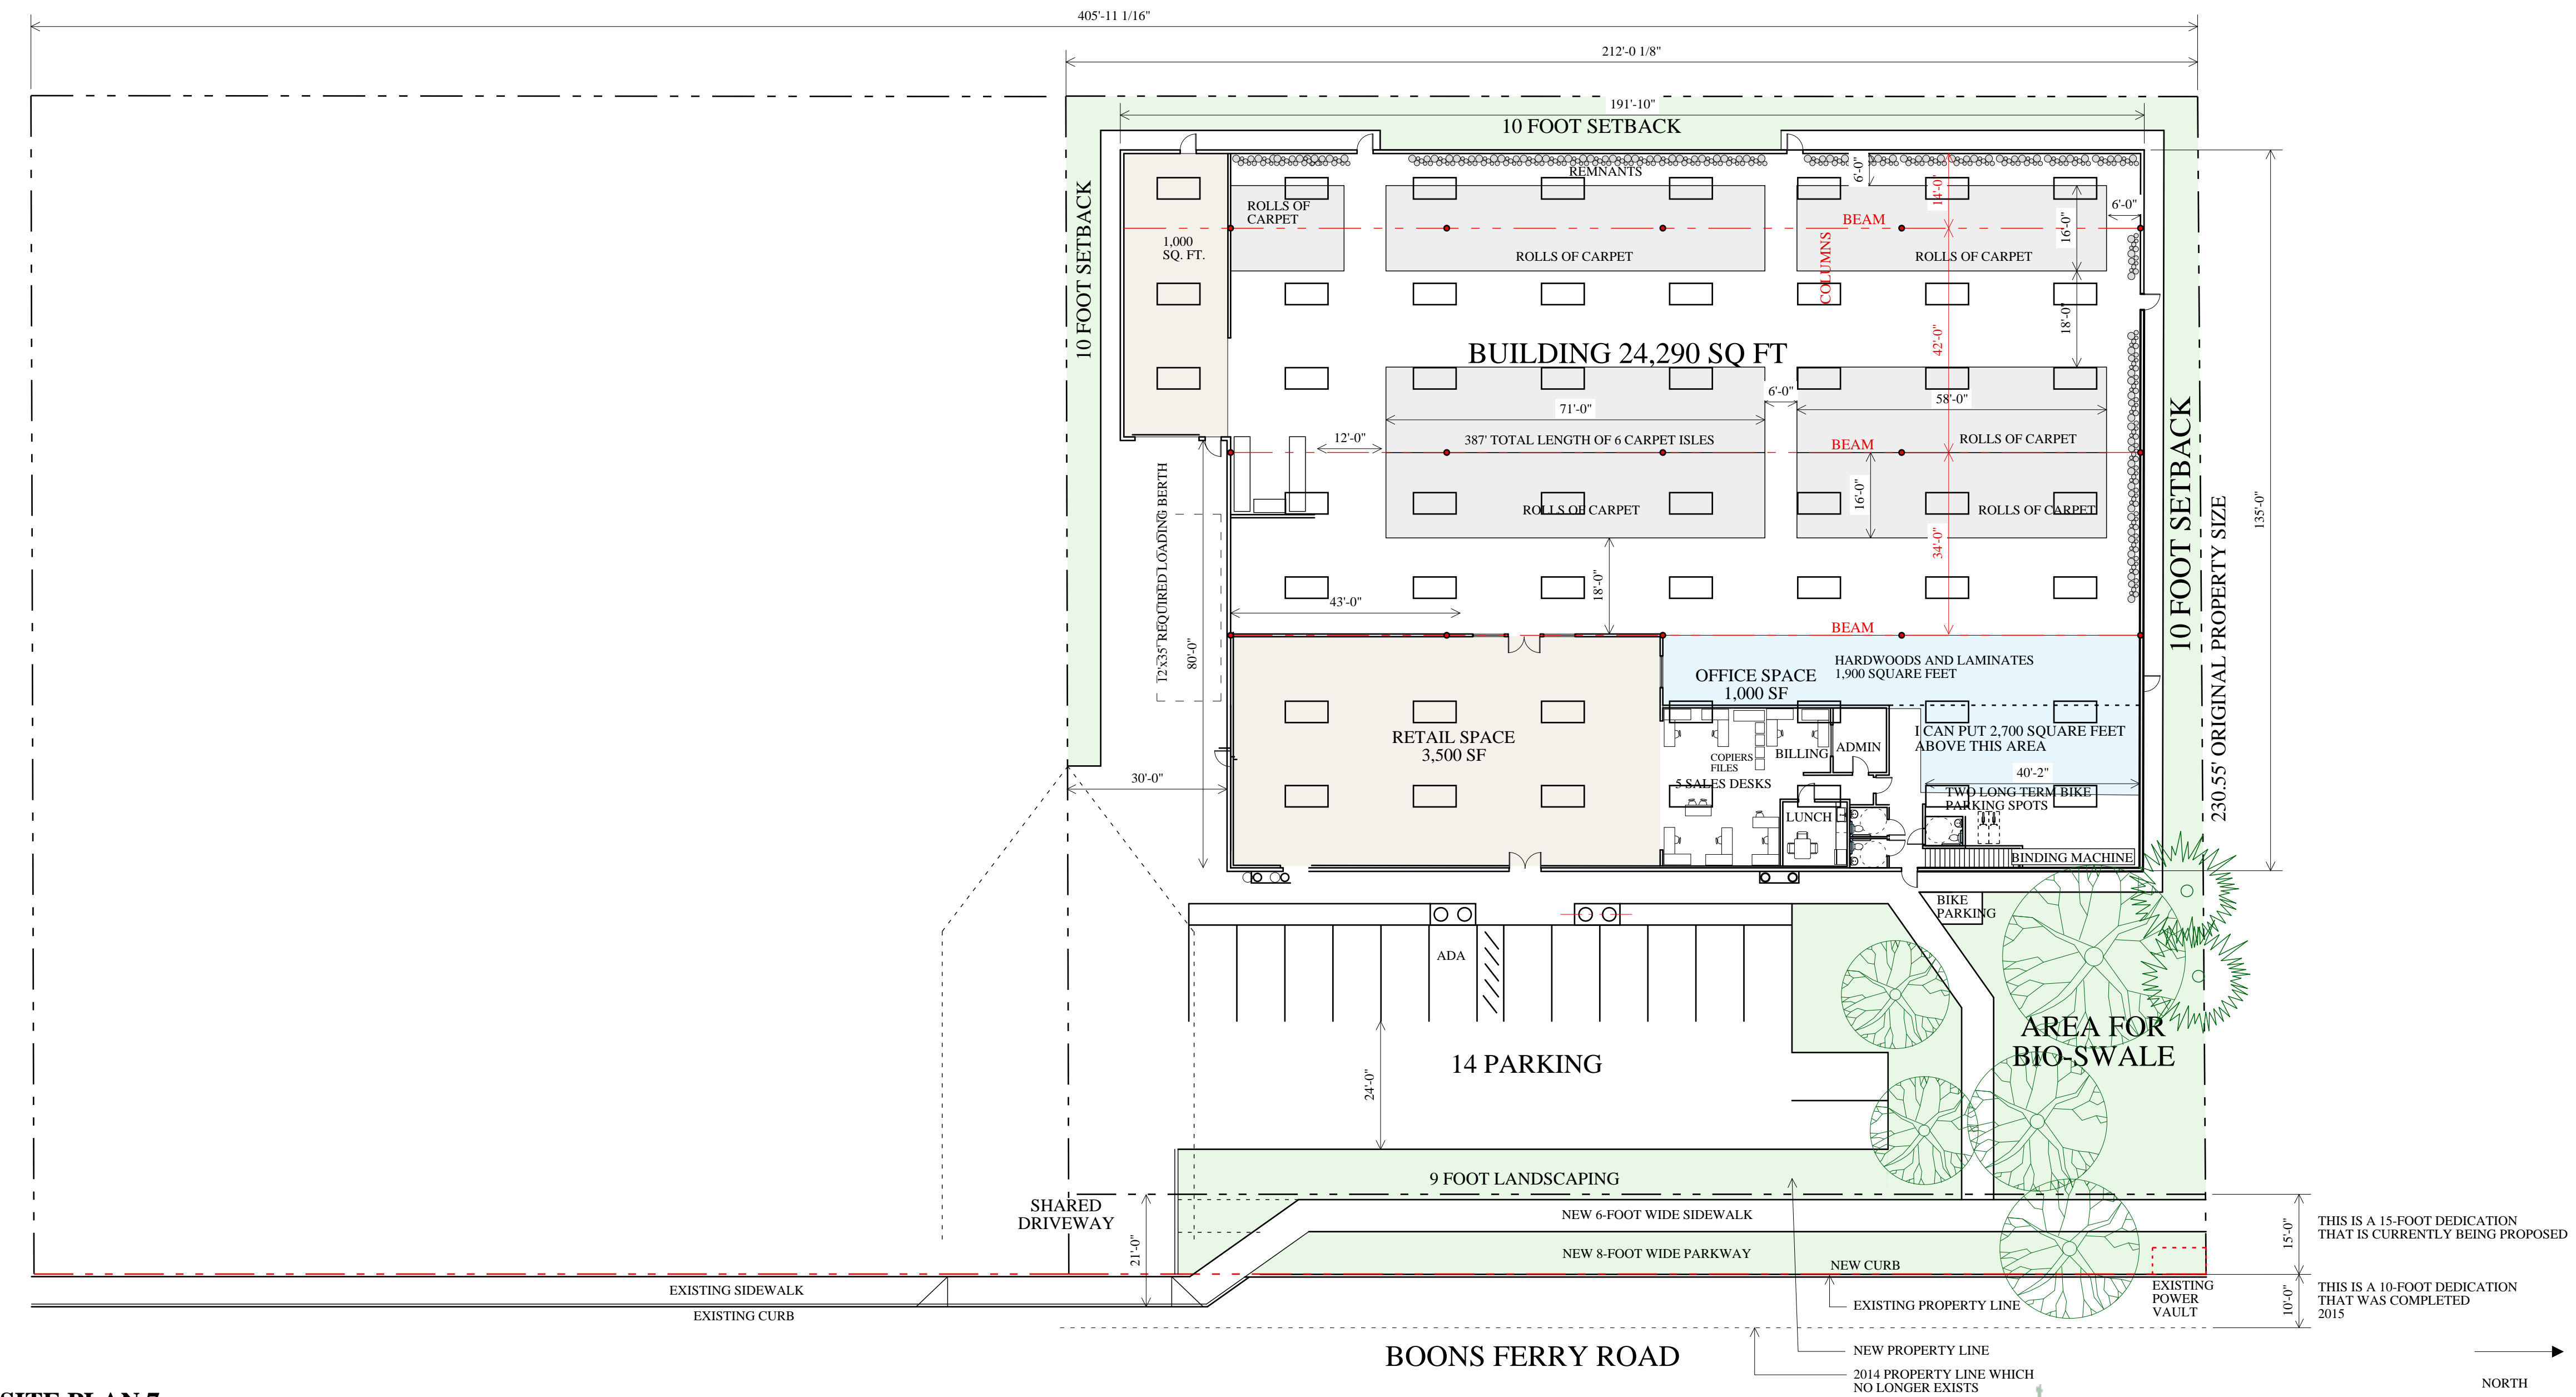 405'-11 1/16"
212'-0 1/8"
191'-10"
10 FOOT SETBACK
REMNANTS
6'-0"
14'-0"
6'-0"
ROLLS OF
CARPET
BEAM
16'-0"
10 FOOT SETBACK
1,000
SQ. FT.
ROLLS OF CARPET
COLUMNS
ROLLS OF CARPET
18'-0"
42'-0"
BUILDING 24,290 SQ FT
6'-0"
71'-0"
58'-0"
12'-0"
387' TOTAL LENGTH OF 6 CARPET ISLES
BEAM
ROLLS OF CARPET
16'-0"
ROLLS OF CARPET
ROLLS OF CARPET
10 FOOT SETBACK
135'-0"
12'x35' REQUIRED LOADING BERTH
80'-0"
34'-0"
18'-0"
43'-0"
BEAM
230.55' ORIGINAL PROPERTY SIZE
HARDWOODS AND LAMINATES
1,900 SQUARE FEET
OFFICE SPACE
1,000 SF
RETAIL SPACE
3,500 SF
I CAN PUT 2,700 SQUARE FEET
ABOVE THIS AREA
COPIERS
FILES
BILLING
ADMIN
30'-0"
5 SALES DESKS
40'-2"
TWO LONG TERM BIKE
PARKING SPOTS
LUNCH
BINDING MACHINE
BIKE
PARKING
ADA
AREA FOR
BIO-SWALE
14 PARKING
24'-0"
9 FOOT LANDSCAPING
SHARED
DRIVEWAY
21'-0"
NEW 6-FOOT WIDE SIDEWALK
15'-0"
THIS IS A 15-FOOT DEDICATION
THAT IS CURRENTLY BEING PROPOSED
NEW 8-FOOT WIDE PARKWAY
NEW CURB
EXISTING SIDEWALK
EXISTING CURB
EXISTING PROPERTY LINE
EXISTING
POWER
VAULT
10'-0"
THIS IS A 10-FOOT DEDICATION
THAT WAS COMPLETED
2015
BOONS FERRY ROAD
NEW PROPERTY LINE
2014 PROPERTY LINE WHICH
NO LONGER EXISTS
NORTH
SITE PLAN 7